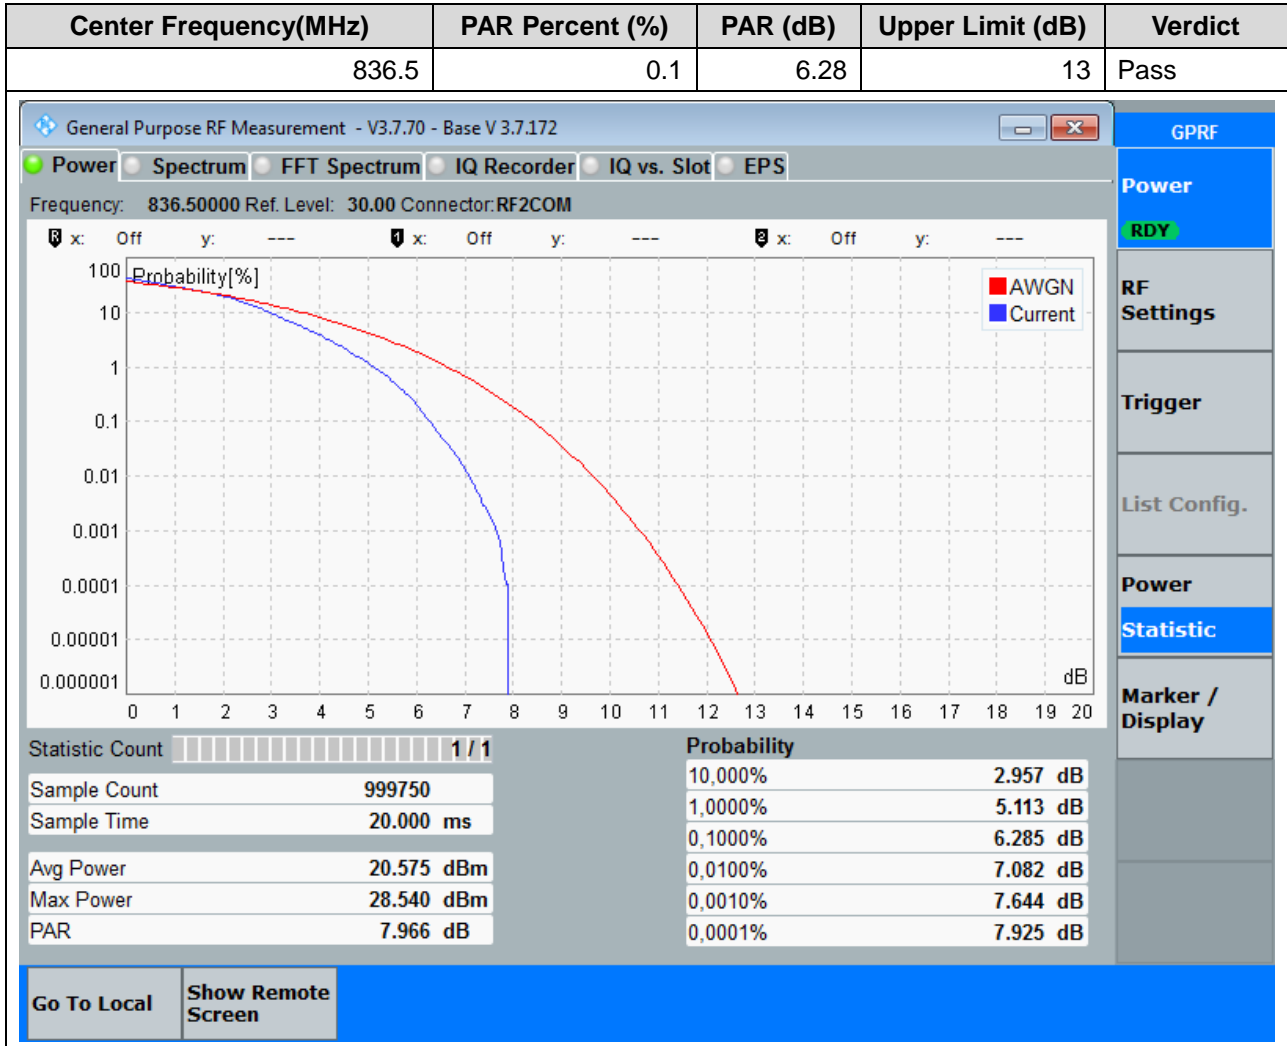 Center Frequency(MHz) PAR Percent (%) PAR (dB) Upper Limit (dB) Verdict
836.5 0.1 6.28 13 Pass
General Purpose RF Measurement - V3.7.70 - Base V 3.7.172
GPRF
Power Spectrum FFT Spectrum IQ Recorder IQ vs. Slot EPS
Frequency: 836.50000 Ref. Level: 30.00 Connector:RF2COM
R x: Off y: --- 1 x: Off y: --- 2 x: Off y: ---
Probability[%]
AWGN
Current
100
10
1
0.1
0.01
0.001
0.0001
0.00001
0.000001
dB
0 1 2 3 4 5 6 7 8 9 10 11 12 13 14 15 16 17 18 19 20
Statistic Count 1 / 1
Sample Count 999750
Sample Time 20.000 ms
Avg Power 20.575 dBm
Max Power 28.540 dBm
PAR 7.966 dB
Probability
10,000% 2.957 dB
1,0000% 5.113 dB
0,1000% 6.285 dB
0,0100% 7.082 dB
0,0010% 7.644 dB
0,0001% 7.925 dB
Power
RDY
RF
Settings
Trigger
List Config.
Power
Statistic
Marker /
Display
Go To Local
Show Remote
Screen